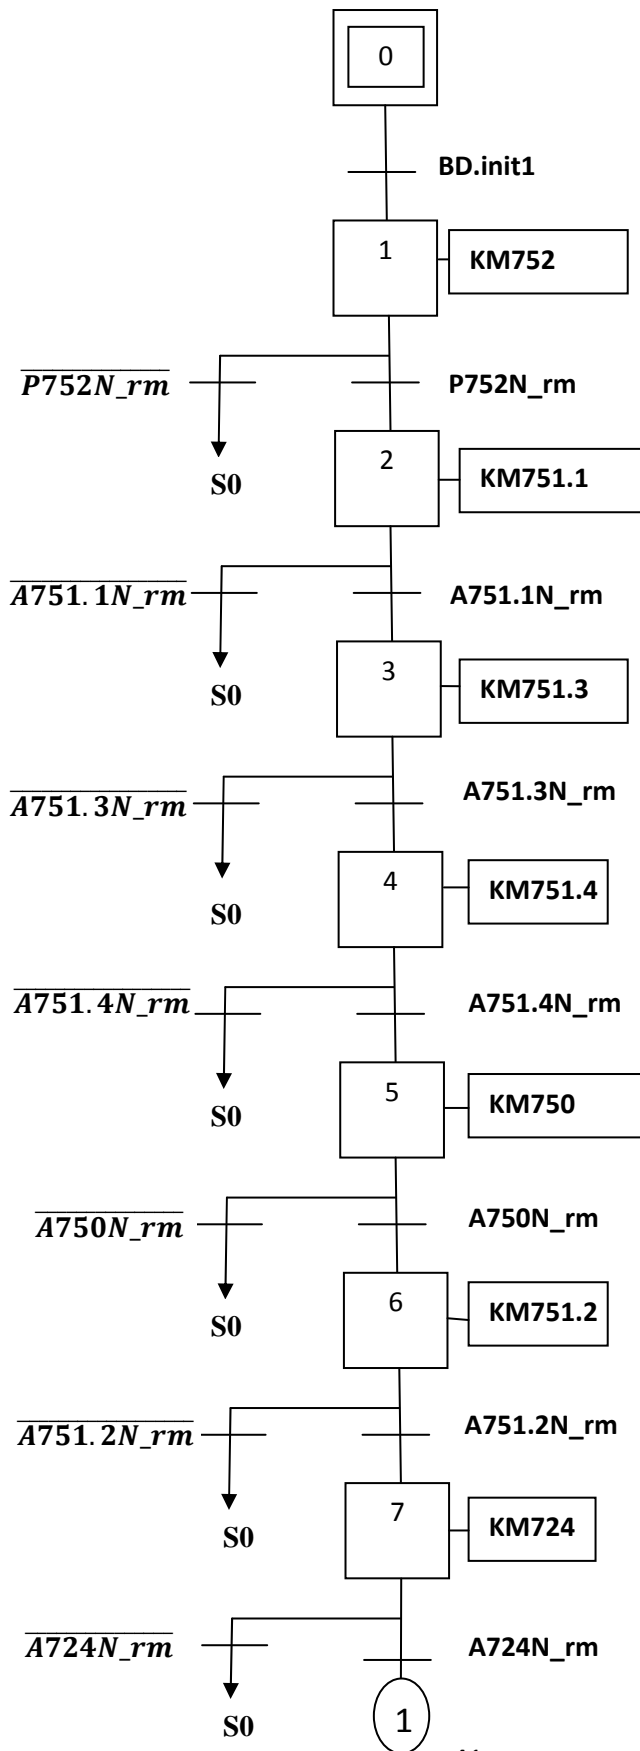 0
BD.init1
1
KM752
P752N_rm
P752N_rm
S0
2
KM751.1
A751.1N_rm
A751.1N_rm
S0
3
KM751.3
A751.3N_rm
A751.3N_rm
S0
4
KM751.4
A751.4N_rm
A751.4N_rm
S0
5
KM750
A750N_rm
A750N_rm
S0
6
KM751.2
A751.2N_rm
A751.2N_rm
S0
7
KM724
A724N_rm
A724N_rm
S0
1